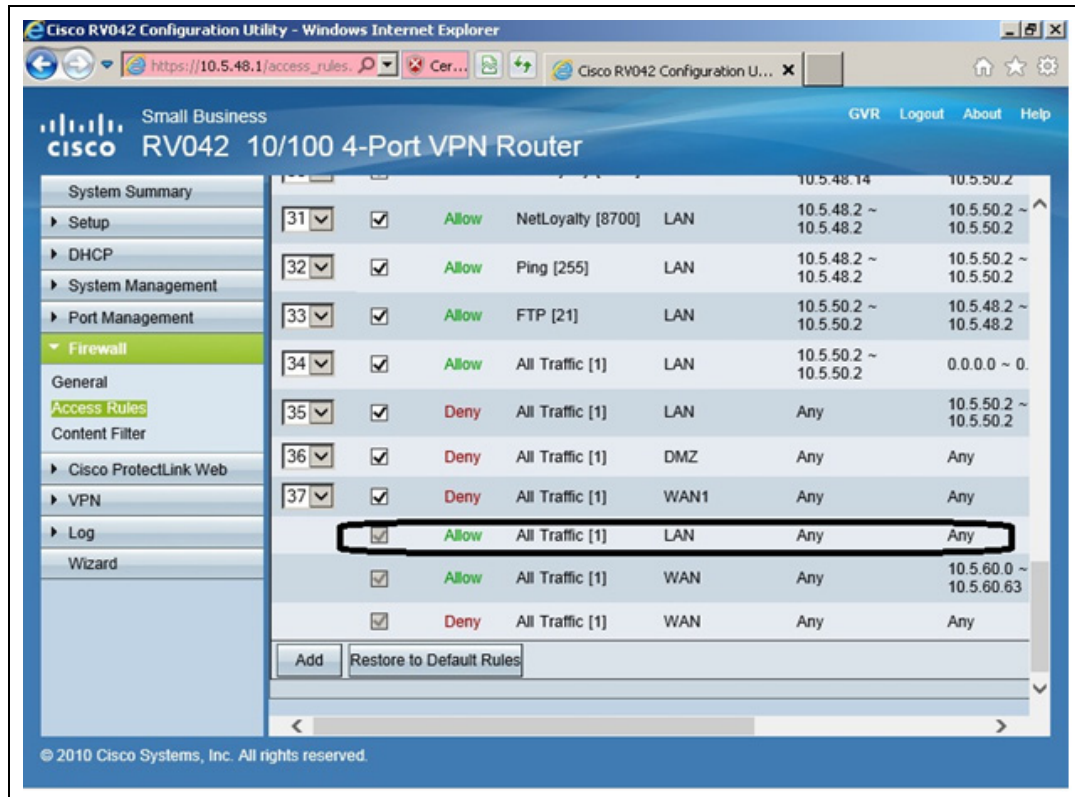 Cisco RV042 Configuration Utility - Windows Internet Explorer
https://10.5.48.1/access_rules. Cer... Cisco RV042 Configuration U...
Small Business
GVR Logout About Help
CISCO RV042 10/100 4-Port VPN Router
System Summary
Setup
DHCP
System Management
Port Management
Firewall
General
Access Rules
Content Filter
Cisco ProtectLink Web
VPN
Log
Wizard
10.5.48.14 10.5.50.2
31 Allow NetLoyalty [8700] LAN 10.5.48.2 ~ 10.5.50.2 ~
10.5.48.2 10.5.50.2
32 Allow Ping [255] LAN 10.5.48.2 ~ 10.5.50.2 ~
10.5.48.2 10.5.50.2
33 Allow FTP [21] LAN 10.5.50.2 ~ 10.5.48.2 ~
10.5.50.2 10.5.48.2
34 Allow All Traffic [1] LAN 10.5.50.2 ~ 0.0.0.0 ~ 0.
10.5.50.2
35 Deny All Traffic [1] LAN Any 10.5.50.2 ~
10.5.50.2
36 Deny All Traffic [1] DMZ Any Any
37 Deny All Traffic [1] WAN1 Any Any
Allow All Traffic [1] LAN Any Any
Allow All Traffic [1] WAN Any 10.5.60.0 ~
10.5.60.63
Deny All Traffic [1] WAN Any Any
Add Restore to Default Rules
© 2010 Cisco Systems, Inc. All rights reserved.